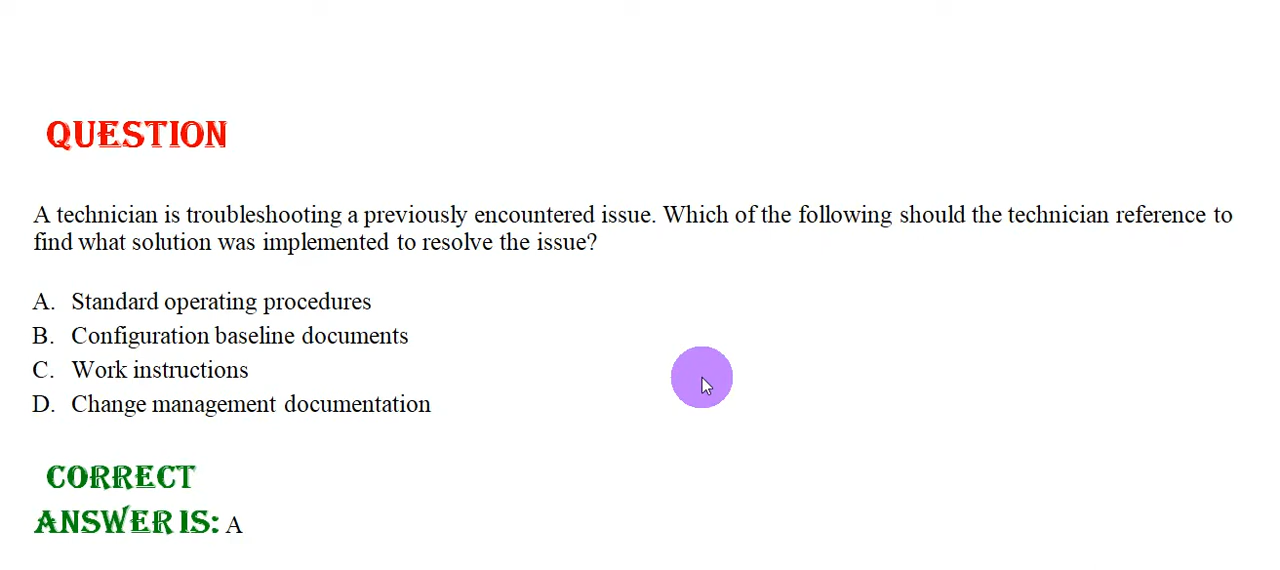 QUESTION
A technician is troubleshooting a previously encountered issue. Which of the following should the technician reference to
find what solution was implemented to resolve the issue?
A. Standard operating procedures
B. Configuration baseline documents
C. Work instructions
D. Change management documentation
CORRECT
ANSWER IS: A